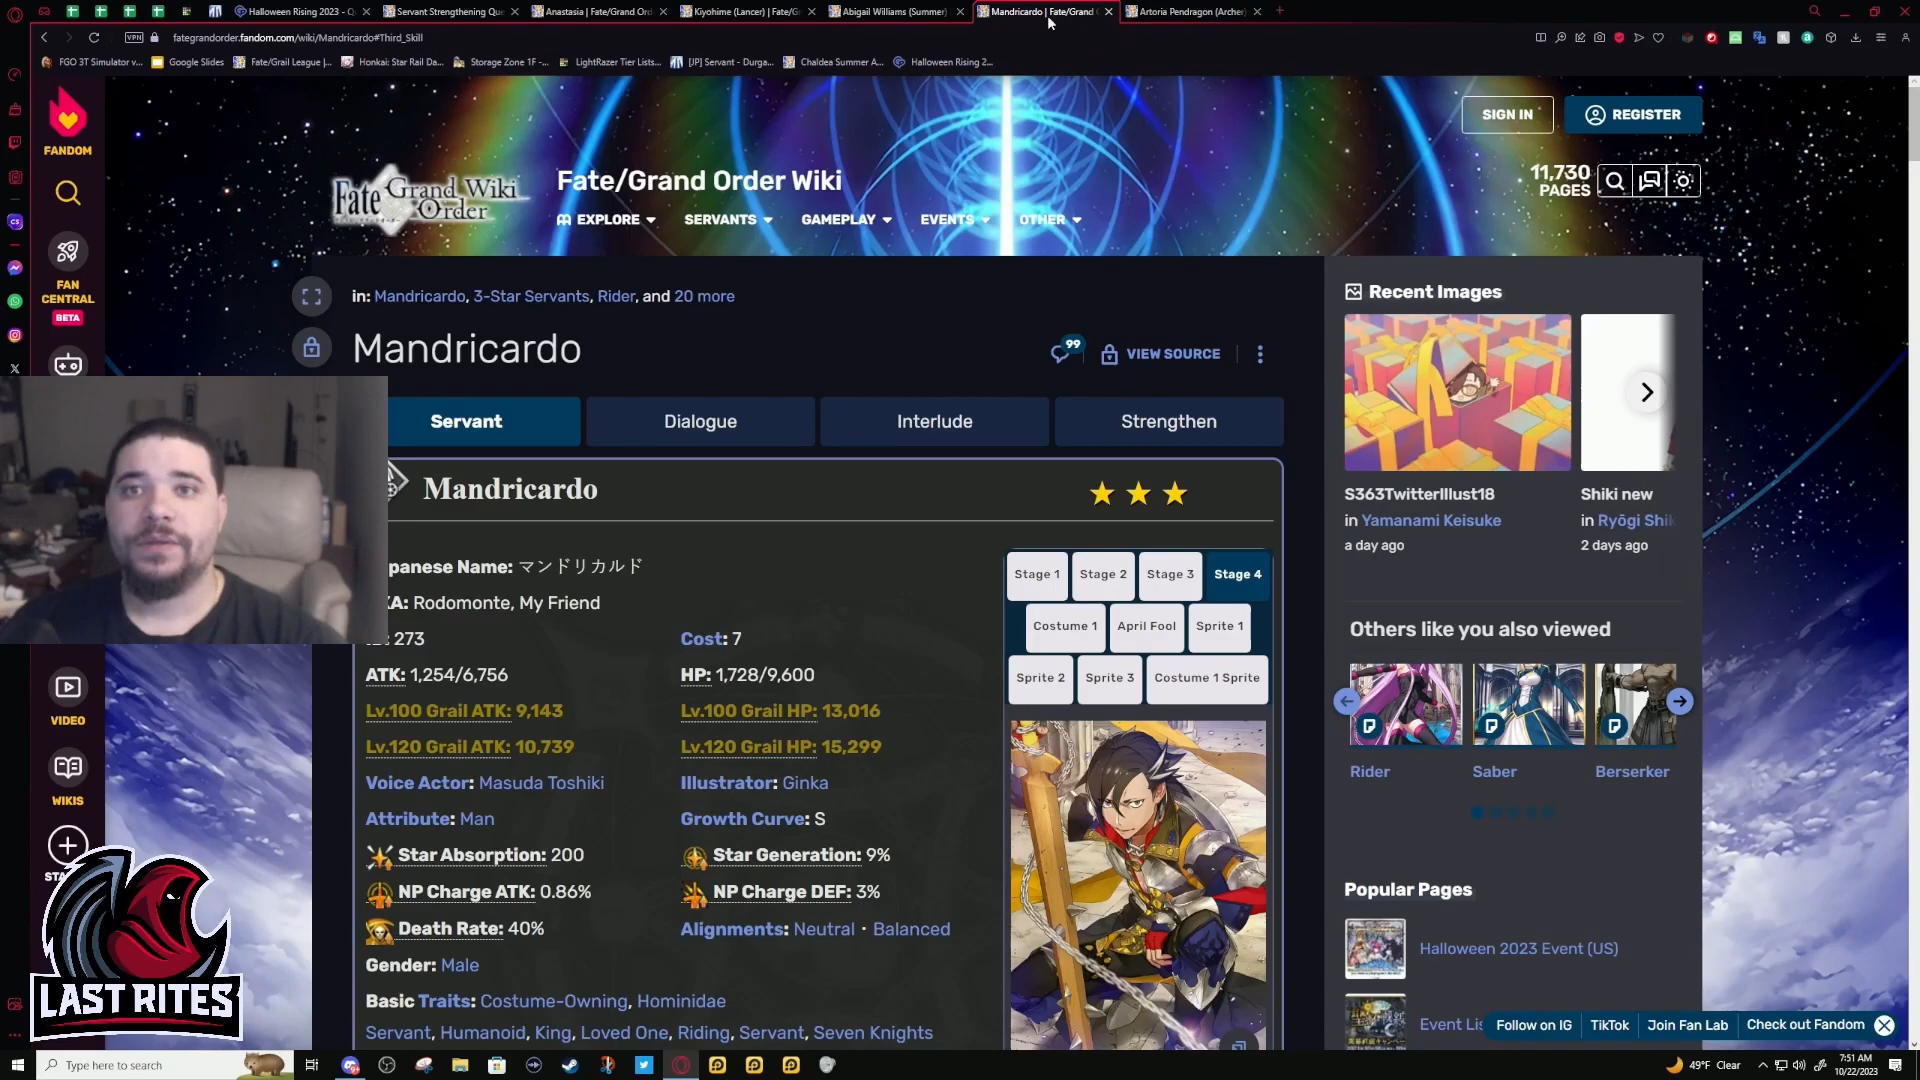 Halloween Rising 2023 - Qu
Servant Strengthening Que
Anastasia | Fate/Grand Ord
Kiyohime (Lancer) | Fate/Gr
Abigail Williams (Summer)
Mandricardo | Fate/Grand O
Artoria Pendragon (Archer)
VPN
fategrandorder.fandom.com/wiki/Mandricardo#Third_Skill
FGO 3T Simulator v...
Google Slides
Fate/Grail League |...
Honkai: Star Rail Da...
Storage Zone 1F -...
LightRazer Tier Lists...
[JP] Servant - Durga...
Chaldea Summer A...
Halloween Rising 2...
FANDOM
FAN
CENTRAL
BETA
SIGN IN
REGISTER
Fate Grand Wiki
Order
Fate/Grand Order Wiki
EXPLORE
SERVANTS
GAMEPLAY
EVENTS
OTHER
11,730
PAGES
in: Mandricardo, 3-Star Servants, Rider, and 20 more
Mandricardo
99
VIEW SOURCE
Servant
Dialogue
Interlude
Strengthen
Mandricardo
panese Name: マンドリカルド
KA: Rodomonte, My Friend
: 273
Cost: 7
ATK: 1,254/6,756
HP: 1,728/9,600
Lv.100 Grail ATK: 9,143
Lv.100 Grail HP: 13,016
Lv.120 Grail ATK: 10,739
Lv.120 Grail HP: 15,299
Voice Actor: Masuda Toshiki
Illustrator: Ginka
Attribute: Man
Growth Curve: S
Star Absorption: 200
Star Generation: 9%
NP Charge ATK: 0.86%
NP Charge DEF: 3%
Death Rate: 40%
Alignments: Neutral・Balanced
Gender: Male
Basic Traits: Costume-Owning, Hominidae
Servant, Humanoid, King, Loved One, Riding, Servant, Seven Knights
Stage 1
Stage 2
Stage 3
Stage 4
Costume 1
April Fool
Sprite 1
Sprite 2
Sprite 3
Costume 1 Sprite
Recent Images
S363TwitterIllust18
in Yamanami Keisuke
a day ago
Shiki new
in Ryōgi Shik
2 days ago
Others like you also viewed
Rider
Saber
Berserker
Popular Pages
Halloween 2023 Event (US)
Event Lis
Follow on IG
TikTok
Join Fan Lab
Check out Fandom
VIDEO
WIKIS
STA
LAST RITES
Type here to search
49°F Clear
7:51 AM
10/22/2023